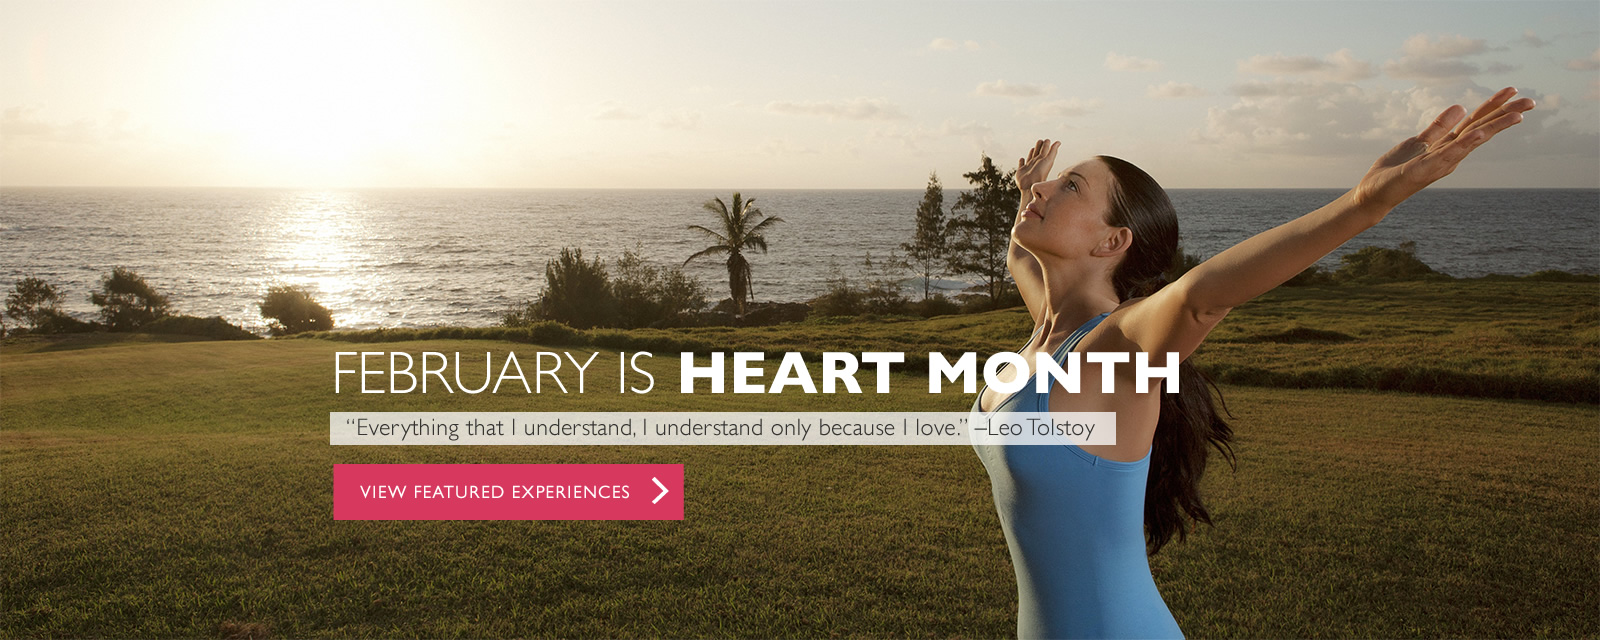 FEBRUARY IS HEART MONTH
“Everything that I understand, I understand only because I love.” –Leo Tolstoy
VIEW FEATURED EXPERIENCES